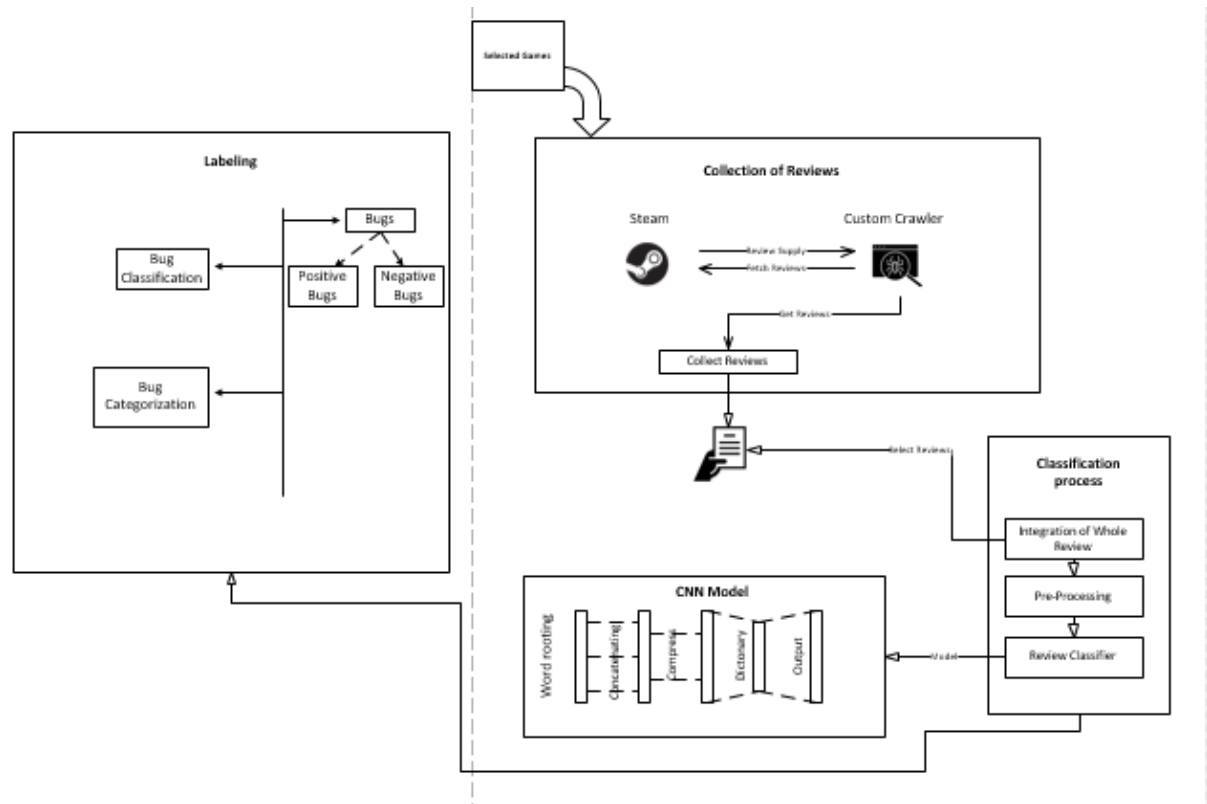 Selected Games
Labeling
Bugs
Bug
Classification
Positive
Bugs
Negative
Bugs
Bug
Categorization
Collection of Reviews
Steam
Custom Crawler
Review Supply
Fetch Reviews
Get Reviews
Collect Reviews
Select Reviews
Classification
process
Integration of Whole
Review
Pre-Processing
Review Classifier
Model
CNN Model
Word rooting
Concatenating
Compress
Dictionary
Output